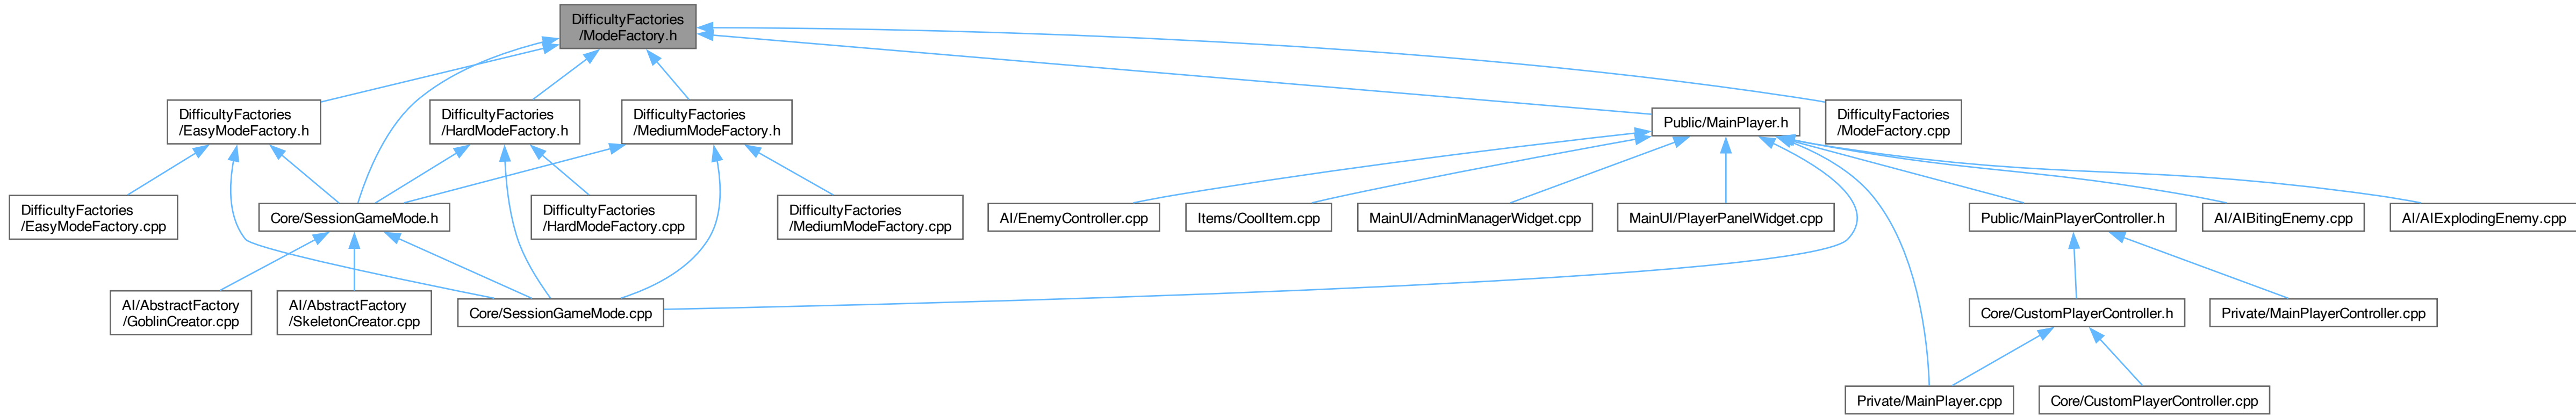 DifficultyFactories
/ModeFactory.h
DifficultyFactories
/EasyModeFactory.h
DifficultyFactories
/HardModeFactory.h
DifficultyFactories
/MediumModeFactory.h
Public/MainPlayer.h
DifficultyFactories
/ModeFactory.cpp
DifficultyFactories
/EasyModeFactory.cpp
Core/SessionGameMode.h
DifficultyFactories
/HardModeFactory.cpp
DifficultyFactories
/MediumModeFactory.cpp
AI/EnemyController.cpp
Items/CoolItem.cpp
MainUI/AdminManagerWidget.cpp
MainUI/PlayerPanelWidget.cpp
Public/MainPlayerController.h
AI/AIBitingEnemy.cpp
AI/AIExplodingEnemy.cpp
AI/AbstractFactory
/GoblinCreator.cpp
AI/AbstractFactory
/SkeletonCreator.cpp
Core/SessionGameMode.cpp
Core/CustomPlayerController.h
Private/MainPlayerController.cpp
Private/MainPlayer.cpp
Core/CustomPlayerController.cpp